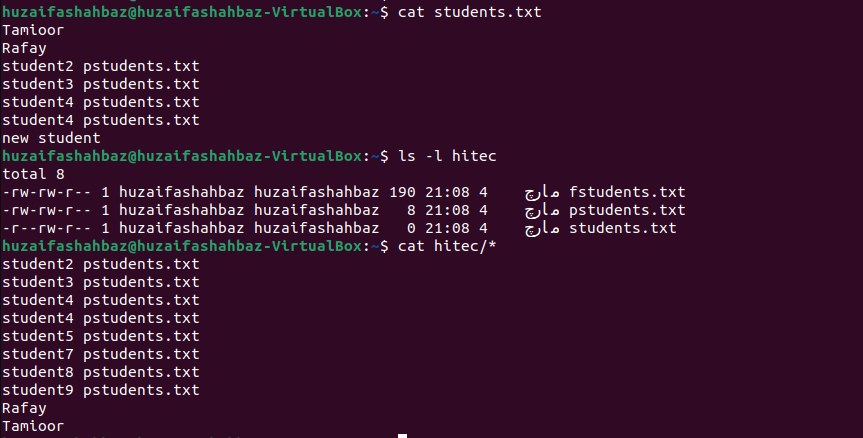 huzaifashahbaz@huzaifashahbaz-VirtualBox:~$ cat students.txt
Tamioor
Rafay
student2 pstudents.txt
student3 pstudents.txt
student4 pstudents.txt
student4 pstudents.txt
new student
huzaifashahbaz@huzaifashahbaz-VirtualBox:~$ ls -l hitec
total 8
-rw-rw-r-- 1 huzaifashahbaz huzaifashahbaz 190 21:08 4    مارچ fstudents.txt
-rw-rw-r-- 1 huzaifashahbaz huzaifashahbaz   8 21:08 4    مارچ pstudents.txt
-r--rw-r-- 1 huzaifashahbaz huzaifashahbaz   0 21:08 4    مارچ students.txt
huzaifashahbaz@huzaifashahbaz-VirtualBox:~$ cat hitec/*
student2 pstudents.txt
student3 pstudents.txt
student4 pstudents.txt
student4 pstudents.txt
student5 pstudents.txt
student7 pstudents.txt
student8 pstudents.txt
student9 pstudents.txt
Rafay
Tamioor